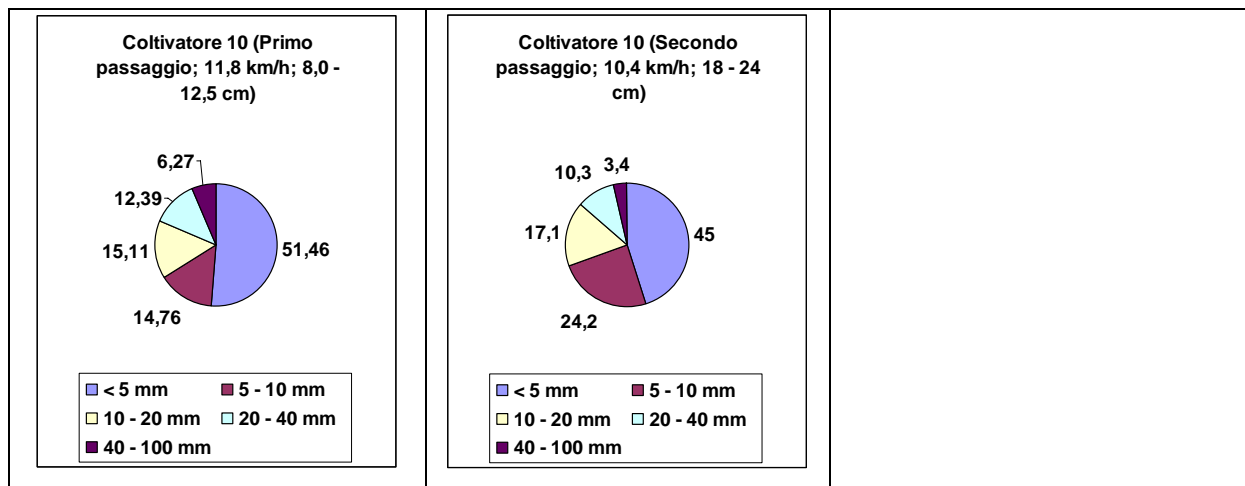 Coltivatore 10 (Primo
passaggio; 11,8 km/h; 8,0 -
12,5 cm)
6,27
12,39
15,11
51,46
14,76
< 5 mm
5 - 10 mm
10 - 20 mm
20 - 40 mm
40 - 100 mm
Coltivatore 10 (Secondo
passaggio; 10,4 km/h; 18 - 24
cm)
3,4
10,3
17,1
45
24,2
< 5 mm
5 - 10 mm
10 - 20 mm
20 - 40 mm
40 - 100 mm